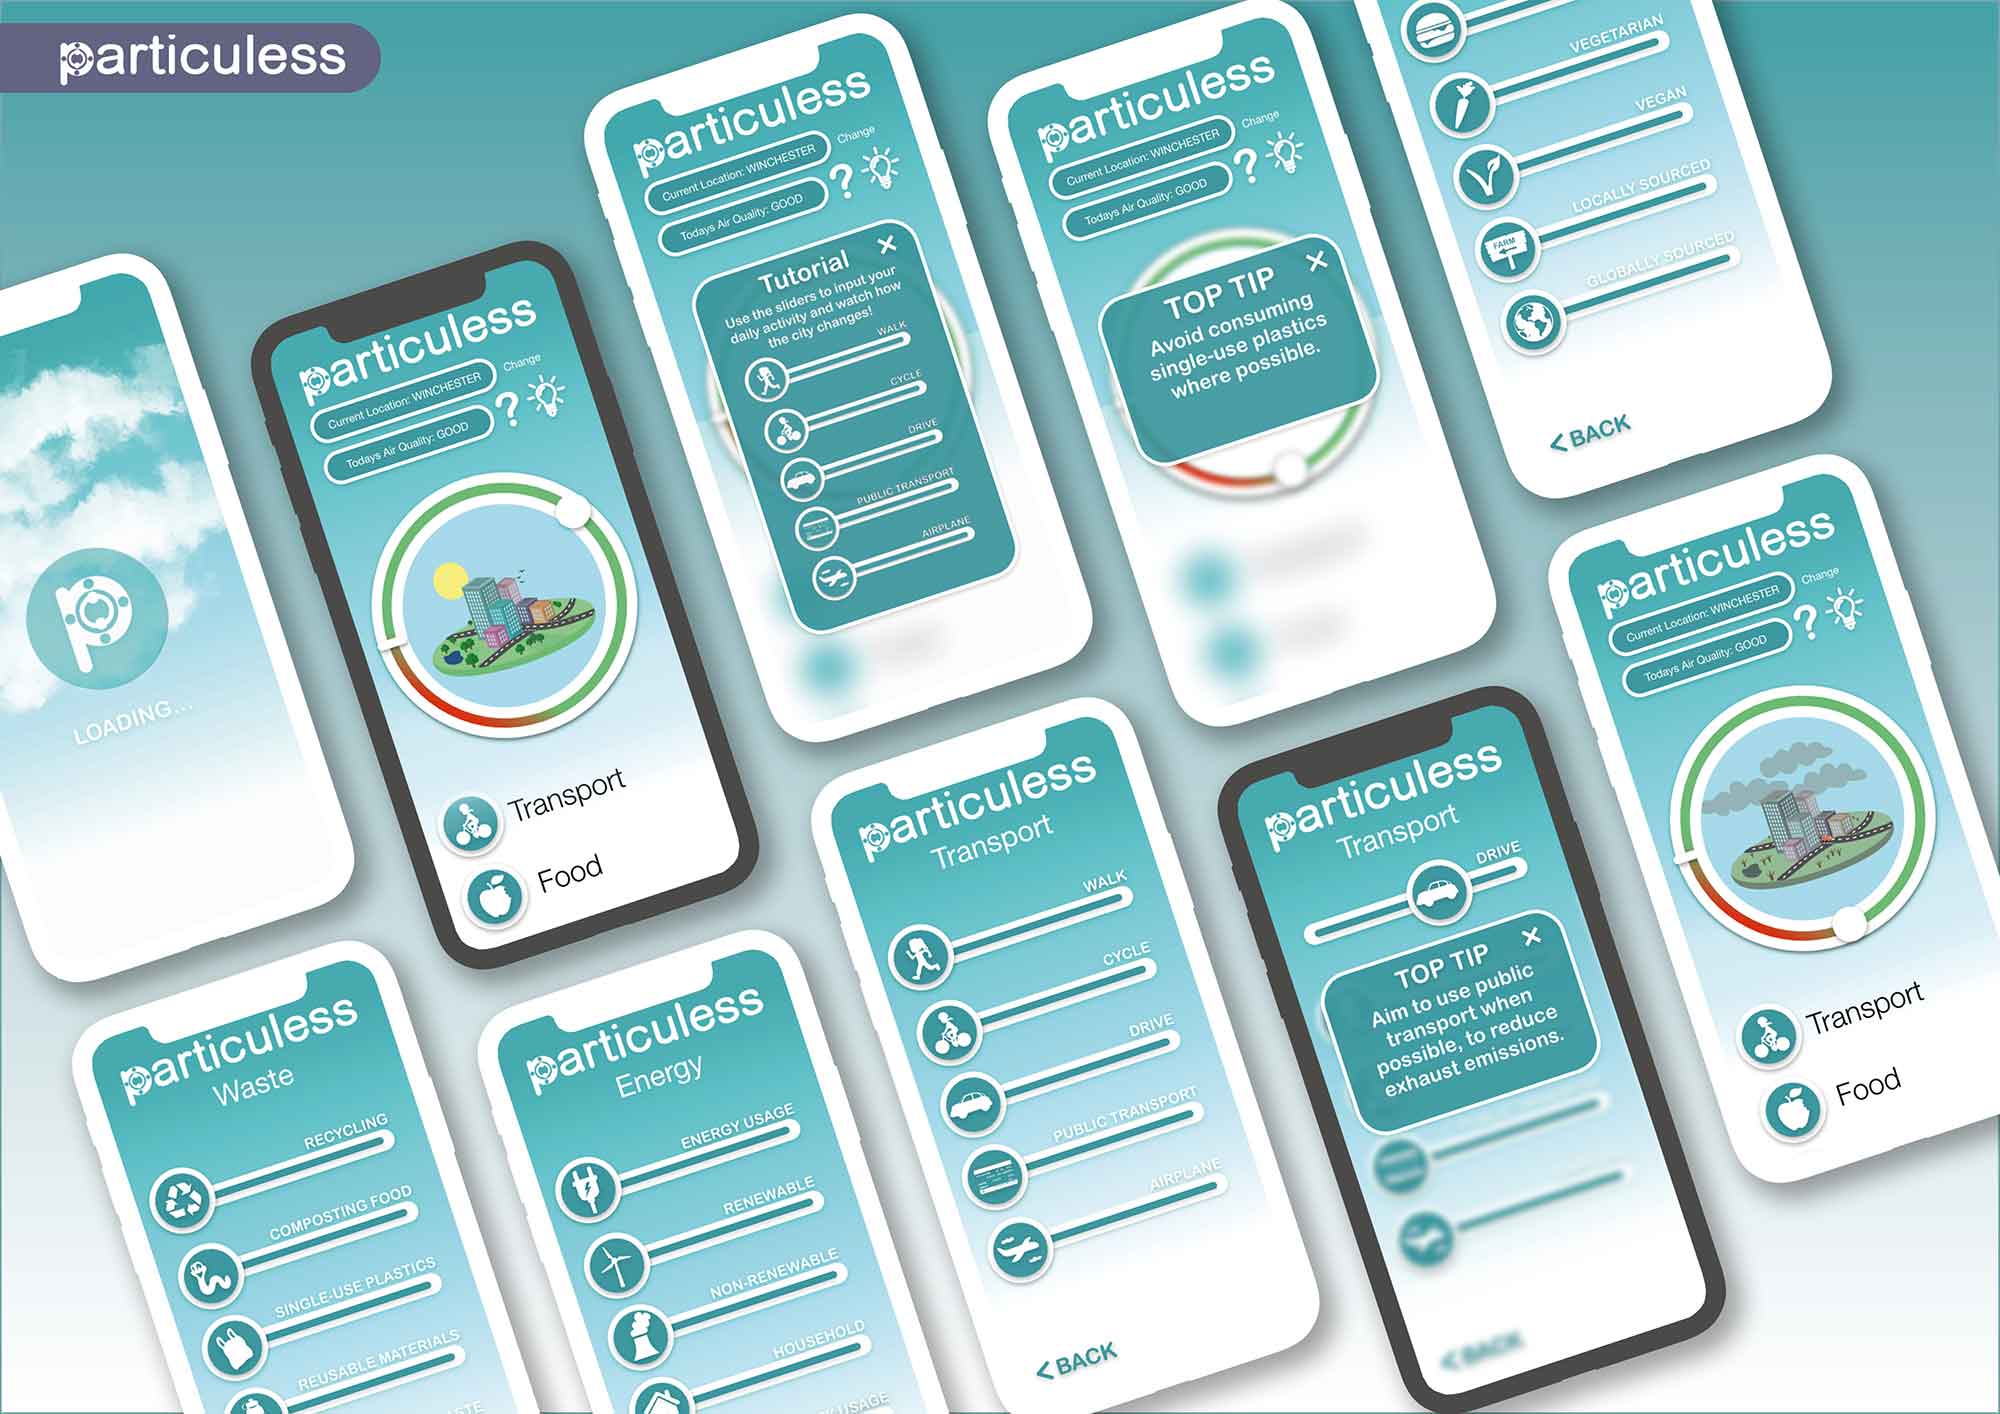 particuless
LOADING...
particuless
Current Location: WINCHESTER
Change
Todays Air Quality: GOOD
?
Transport
Food
particuless
Current Location: WINCHESTER
Change
Todays Air Quality: GOOD
?
Tutorial
Use the sliders to input your
daily activity and watch how
the city changes!
WALK
CYCLE
DRIVE
PUBLIC TRANSPORT
AIRPLANE
particuless
Current Location: WINCHESTER
Change
Todays Air Quality: GOOD
?
TOP TIP
Avoid consuming
single-use plastics
where possible.
VEGETARIAN
VEGAN
LOCALLY SOURCED
FARM
GLOBALLY SOURCED
< BACK
particuless
Waste
RECYCLING
COMPOSTING FOOD
SINGLE-USE PLASTICS
REUSABLE MATERIALS
particuless
Energy
ENERGY USAGE
RENEWABLE
NON-RENEWABLE
HOUSEHOLD
USAGE
particuless
Transport
WALK
CYCLE
DRIVE
PUBLIC TRANSPORT
AIRPLANE
< BACK
particuless
Transport
DRIVE
TOP TIP
Aim to use public
transport when
possible, to reduce
exhaust emissions.
< BACK
particuless
Current Location: WINCHESTER
Change
Todays Air Quality: GOOD
?
Transport
Food